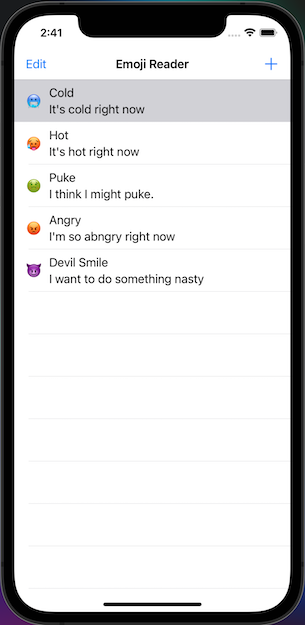 2:41
Edit Emoji Reader +
Cold
It's cold right now
Hot
It's hot right now
Puke
I think I might puke.
Angry
I'm so abngry right now
Devil Smile
I want to do something nasty